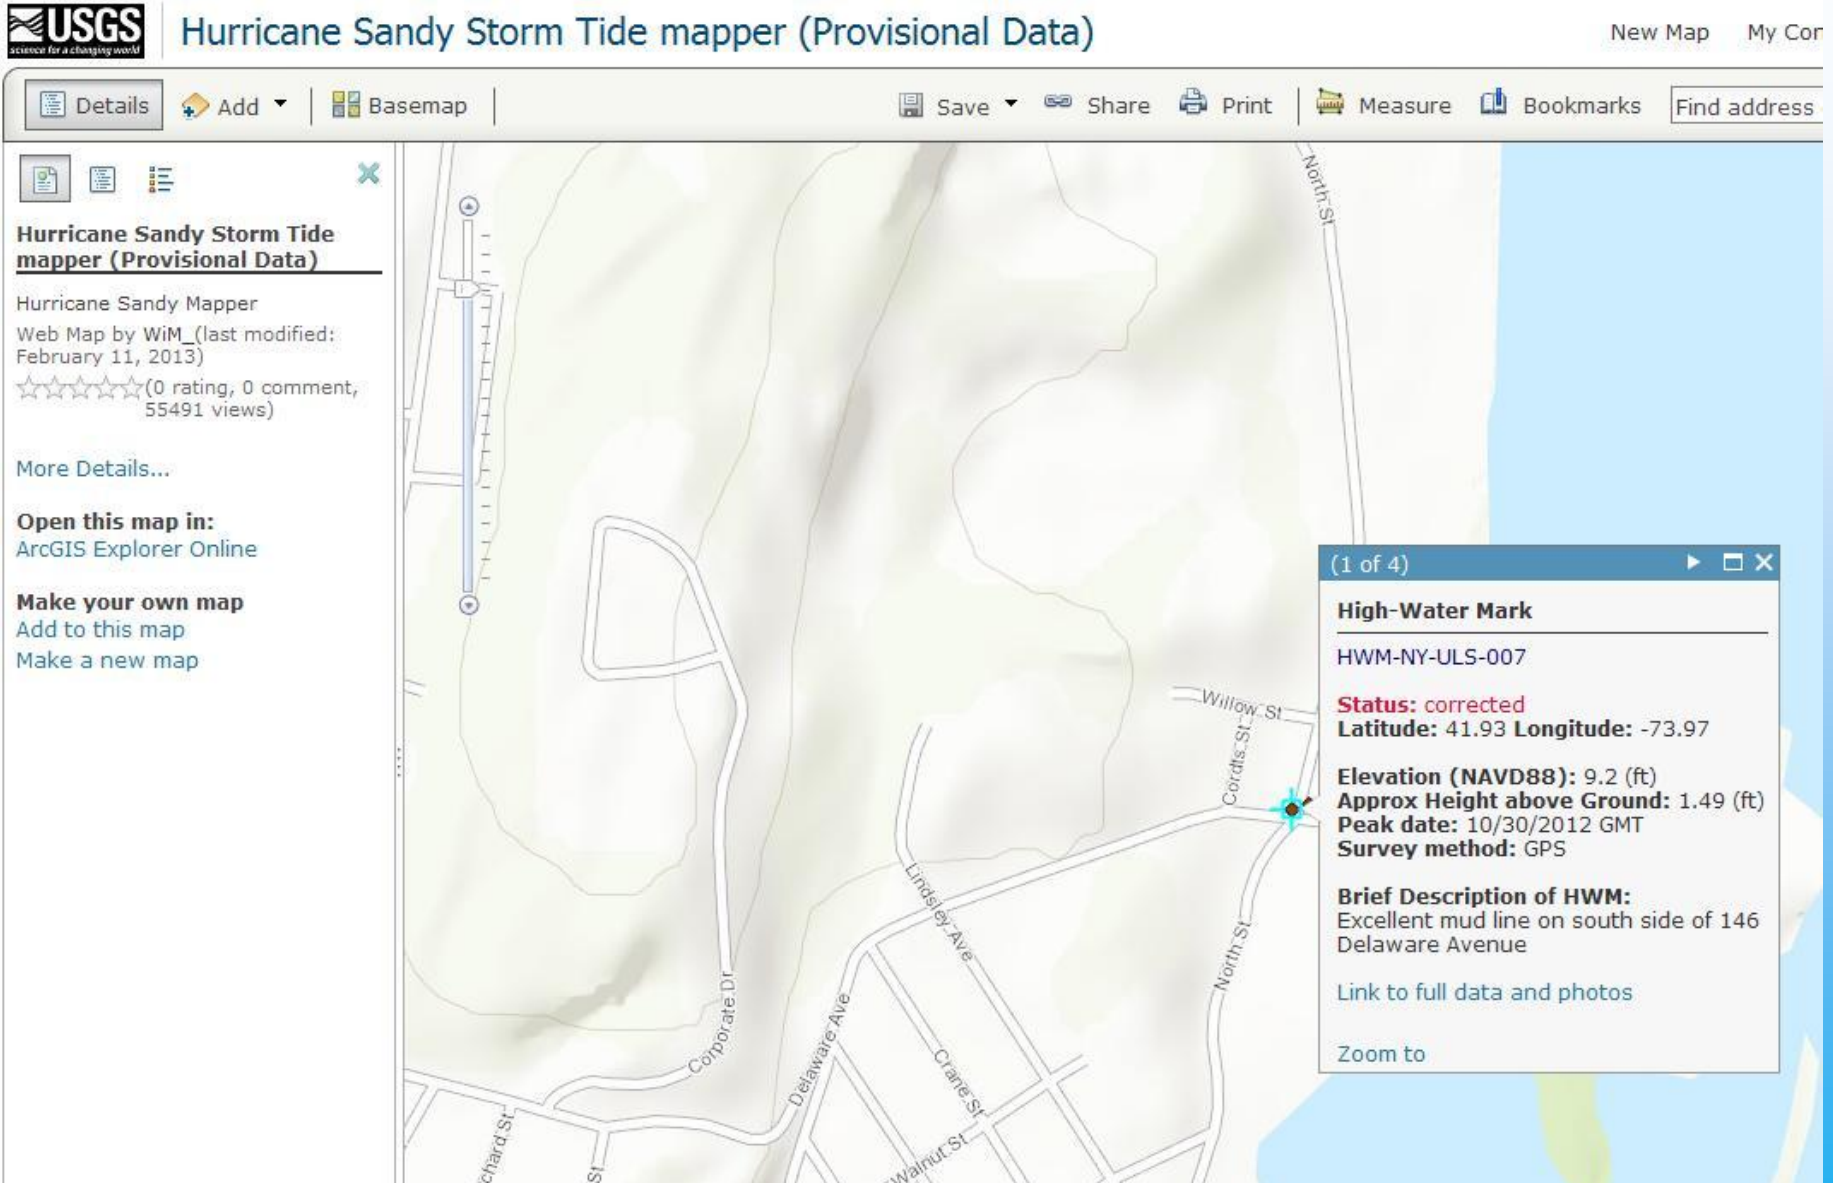 USGS
science for a changing world
Hurricane Sandy Storm Tide mapper (Provisional Data)
New Map
My Con
Details
Add
Basemap
Save
Share
Print
Measure
Bookmarks
Find address
Hurricane Sandy Storm Tide
mapper (Provisional Data)
Hurricane Sandy Mapper
Web Map by WiM_(last modified:
February 11, 2013)
(0 rating, 0 comment,
55491 views)
More Details...
Open this map in:
ArcGIS Explorer Online
Make your own map
Add to this map
Make a new map
North St
Willow St
Cordts St
Lindsley Ave
North St
Corporate Dr
Delaware Ave
Crane St
Walnut St
chard St
St
(1 of 4)
High-Water Mark
HWM-NY-ULS-007
Status: corrected
Latitude: 41.93 Longitude: -73.97
Elevation (NAVD88): 9.2 (ft)
Approx Height above Ground: 1.49 (ft)
Peak date: 10/30/2012 GMT
Survey method: GPS
Brief Description of HWM:
Excellent mud line on south side of 146
Delaware Avenue
Link to full data and photos
Zoom to